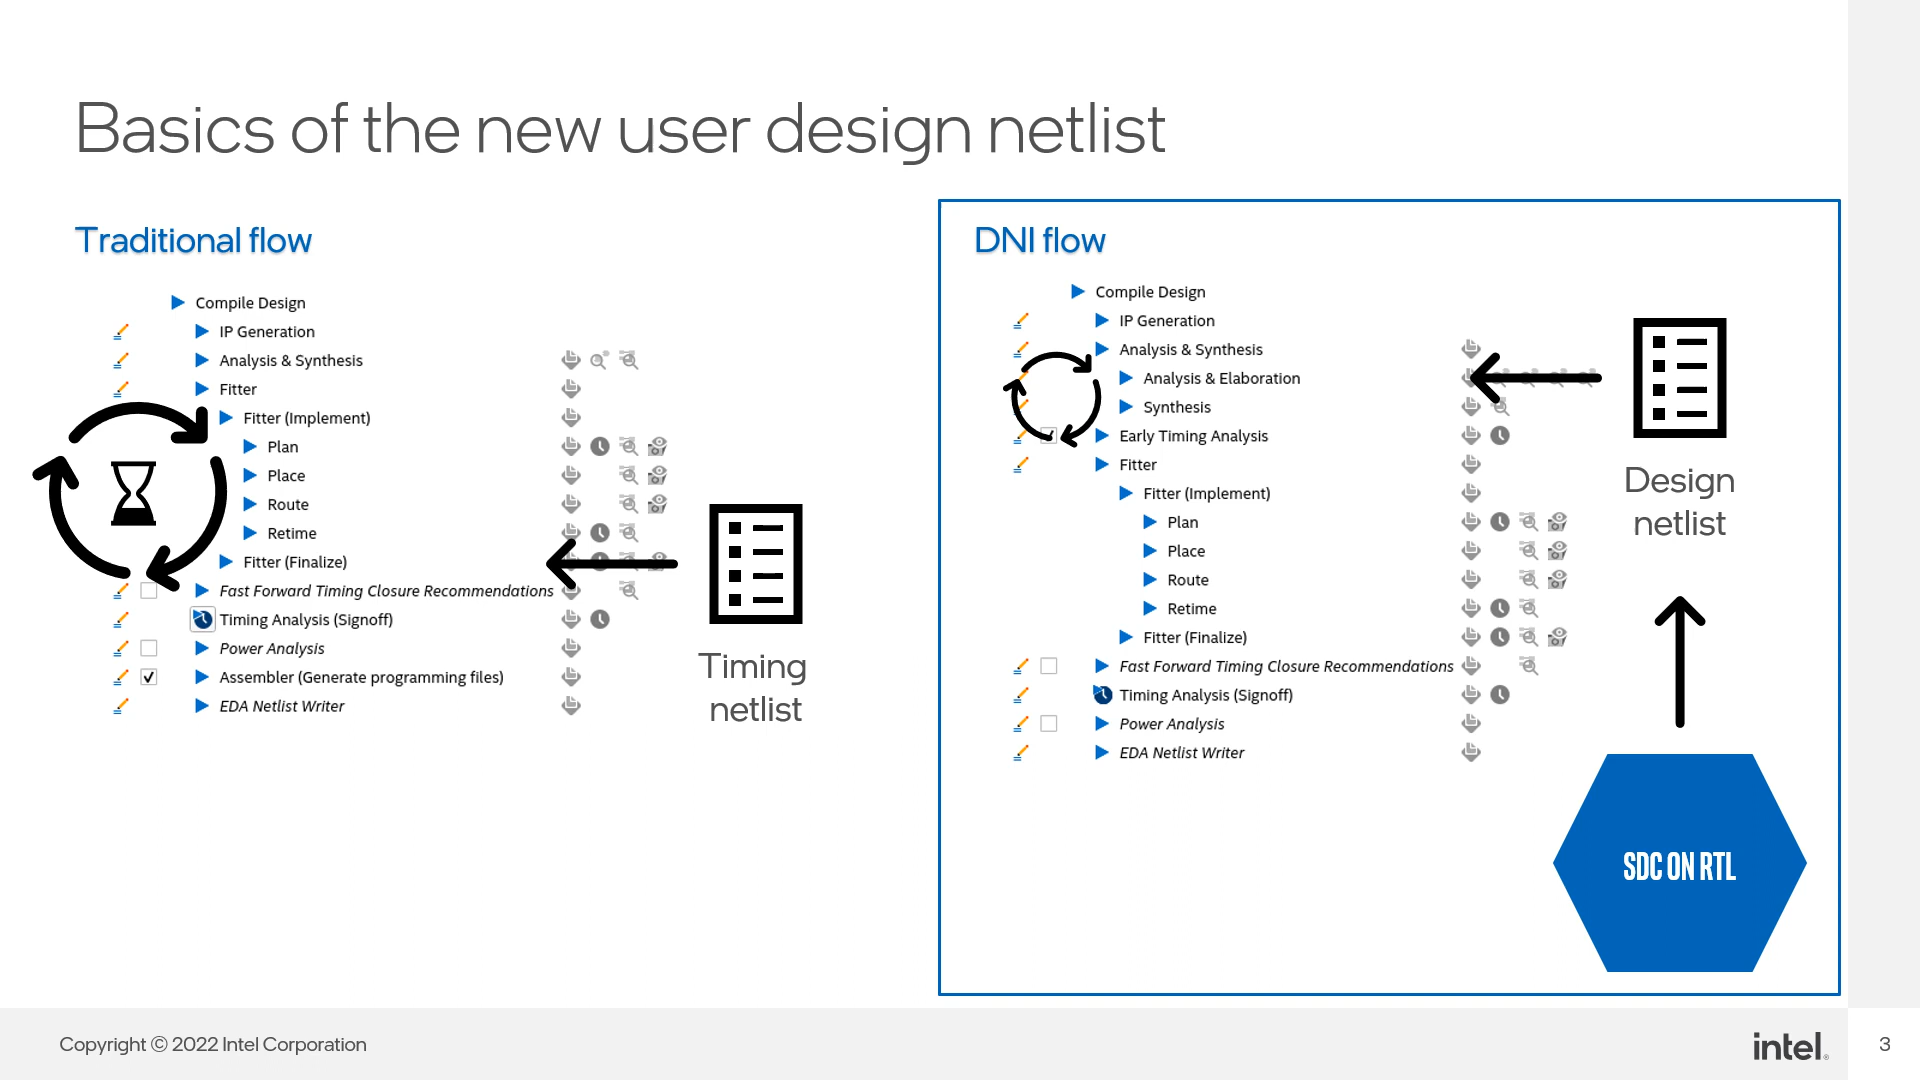 Basics of the new user design netlist
Traditional flow
Compile Design
IP Generation
Analysis & Synthesis
Fitter
Fitter (Implement)
Plan
Place
Route
Retime
Fitter (Finalize)
Fast Forward Timing Closure Recommendations
Timing Analysis (Signoff)
Power Analysis
Assembler (Generate programming files)
EDA Netlist Writer
Timing
netlist
DNI flow
Compile Design
IP Generation
Analysis & Synthesis
Analysis & Elaboration
Synthesis
Early Timing Analysis
Fitter
Fitter (Implement)
Plan
Place
Route
Retime
Fitter (Finalize)
Fast Forward Timing Closure Recommendations
Timing Analysis (Signoff)
Power Analysis
EDA Netlist Writer
Design
netlist
SDC ON RTL
Copyright © 2022 Intel Corporation
intel.
3